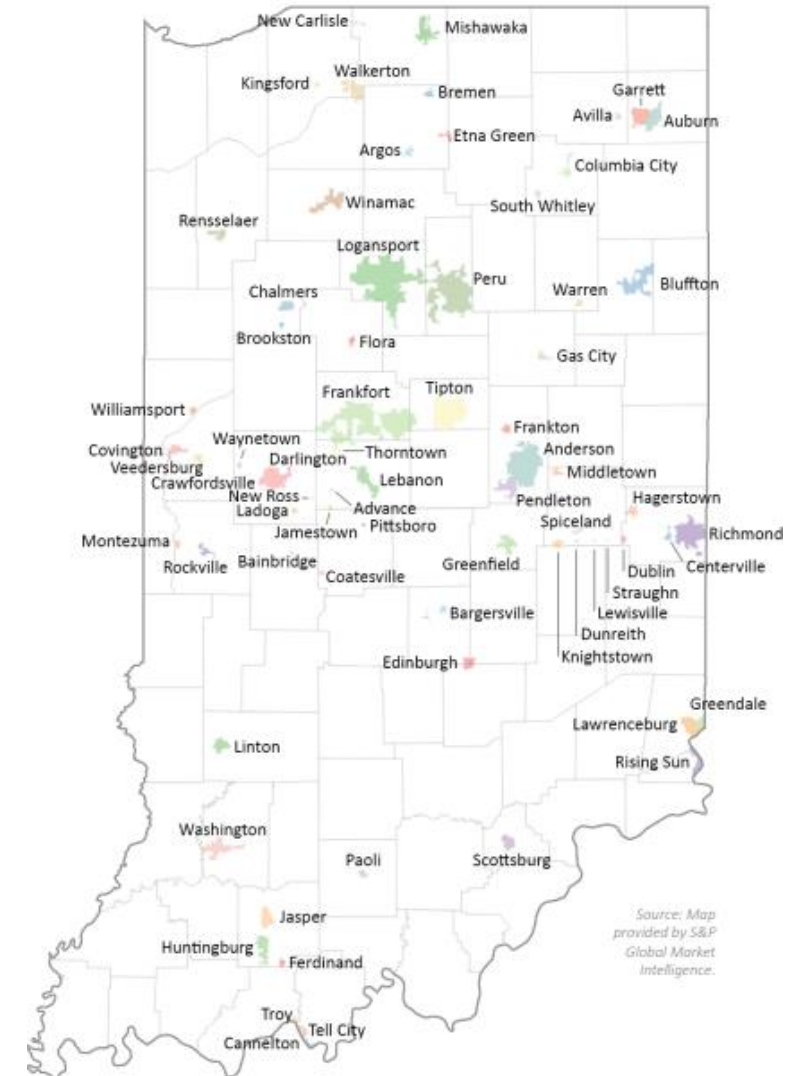 New Carlisle
Mishawaka
Walkerton
Kingsford
Bremen
Garrett
Avilla
Auburn
Etna Green
Argos
Columbia City
Winamac
South Whitley
Rensselaer
Logansport
Peru
Bluffton
Chalmers
Warren
Brookston
Flora
Gas City
Frankfort
Tipton
Williamsport
Frankton
Waynetown
Covington
Thorntown
Anderson
Darlington
Veedersburg
Middletown
Crawfordsville
Lebanon
New Ross
Pendleton
Hagerstown
Ladoga
Advance
Spiceland
Pittsboro
Jamestown
Richmond
Montezuma
Bainbridge
Greenfield
Rockville
Centerville
Coatesville
Dublin
Straughn
Bargersville
Lewisville
Dunreith
Knightstown
Edinburgh
Greendale
Lawrenceburg
Linton
Rising Sun
Washington
Paoli
Scottsburg
Jasper
Huntingburg
Ferdinand
Source: Map
provided by S&P
Global Market
Intelligence.
Troy
Tell City
Cannelton